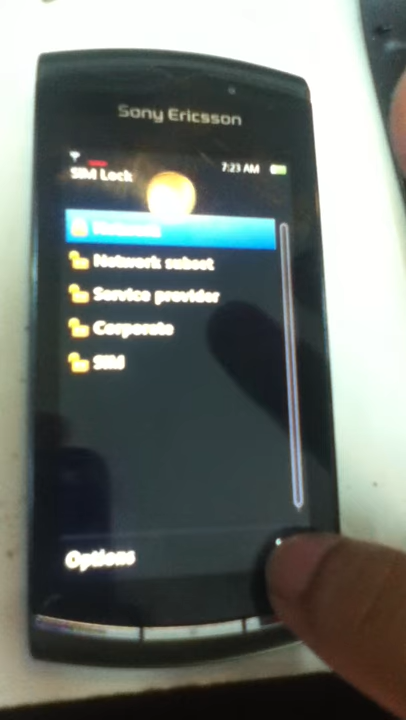 Sony Ericsson
7:23 AM
SIM Lock
Network
Network subset
Service provider
Corporate
SIM
Options